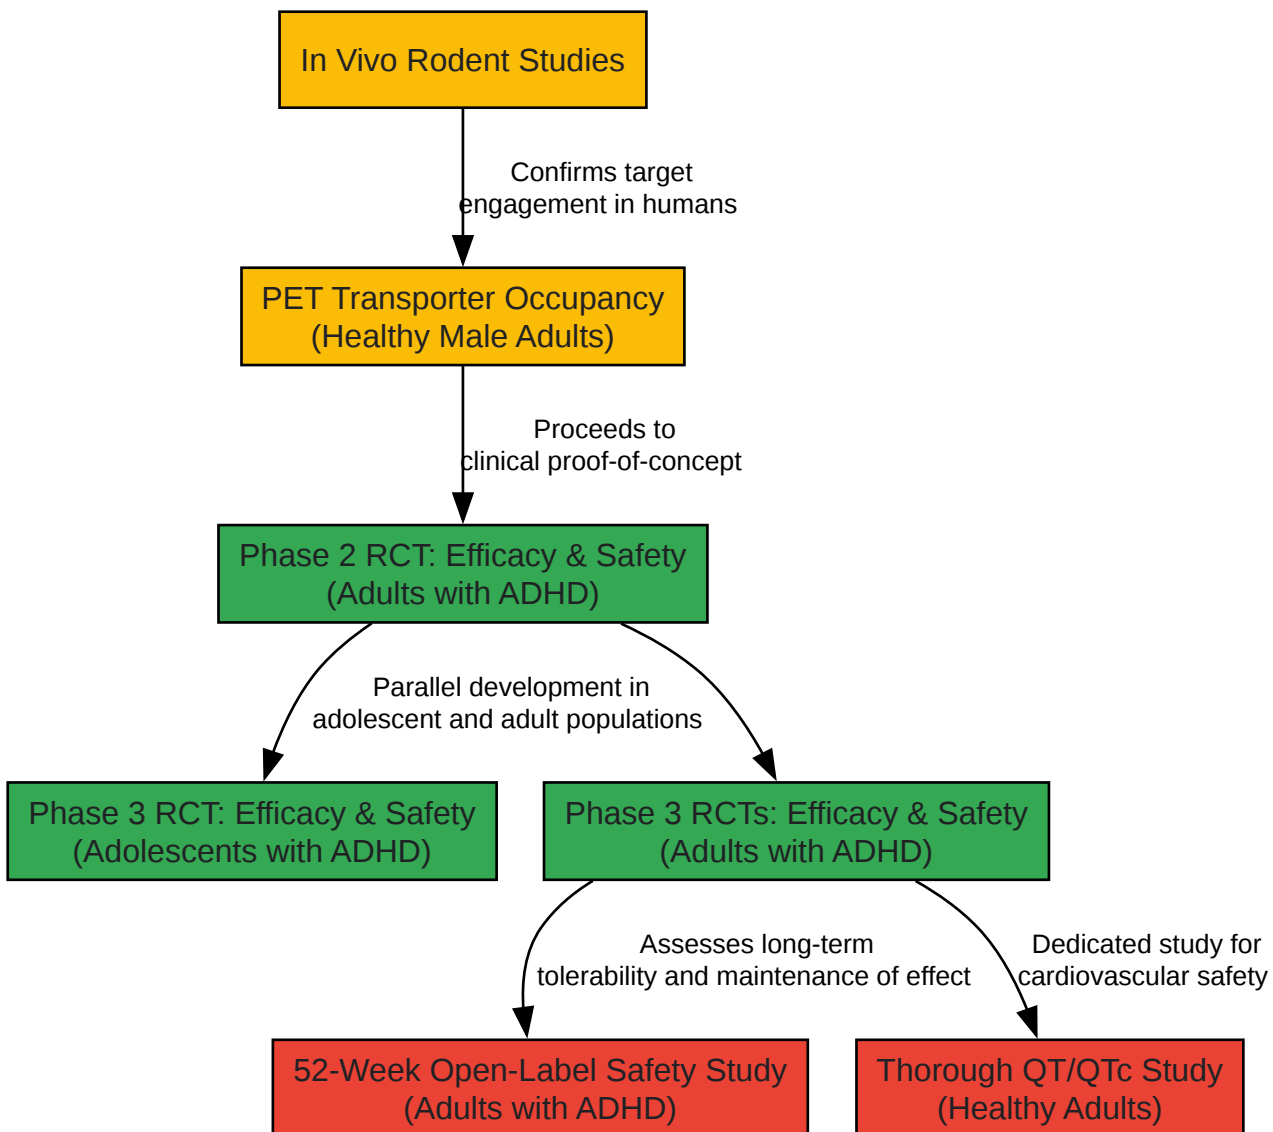 In Vivo Rodent Studies
Confirms target
engagement in humans
PET Transporter Occupancy
(Healthy Male Adults)
Proceeds to
clinical proof-of-concept
Phase 2 RCT: Efficacy & Safety
(Adults with ADHD)
Parallel development in
adolescent and adult populations
Phase 3 RCT: Efficacy & Safety
(Adolescents with ADHD)
Phase 3 RCTs: Efficacy & Safety
(Adults with ADHD)
Assesses long-term
tolerability and maintenance of effect
Dedicated study for
cardiovascular safety
52-Week Open-Label Safety Study
(Adults with ADHD)
Thorough QT/QTc Study
(Healthy Adults)